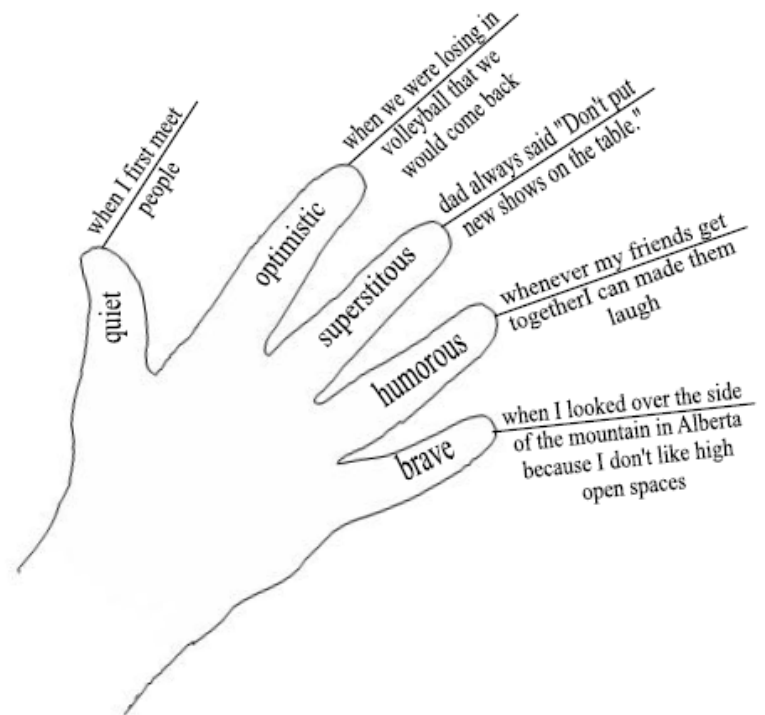 quiet
when I first meet
people
optimistic
when we were losing in
volleyball that we
would come back
superstitous
dad always said "Don't put
new shows on the table."
humorous
whenever my friends get
togetherI can made them
laugh
brave
when I looked over the side
of the mountain in Alberta
because I don't like high
open spaces